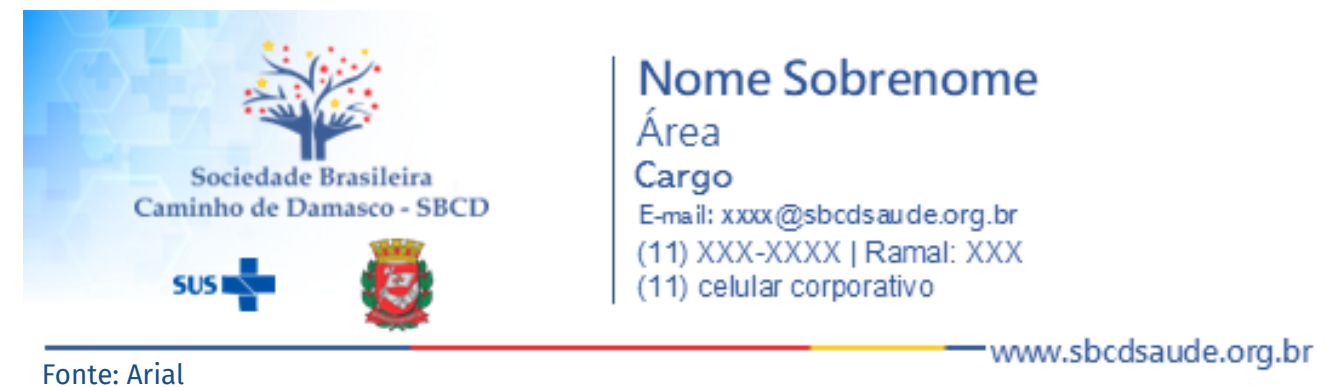 Sociedade Brasileira
Caminho de Damasco - SBCD
SUS
Nome Sobrenome
Área
Cargo
E-mail: xxxx@sbcdsaude.org.br
(11) XXX-XXXX | Ramal: XXX
(11) celular corporativo
www.sbcdsaude.org.br
Fonte: Arial